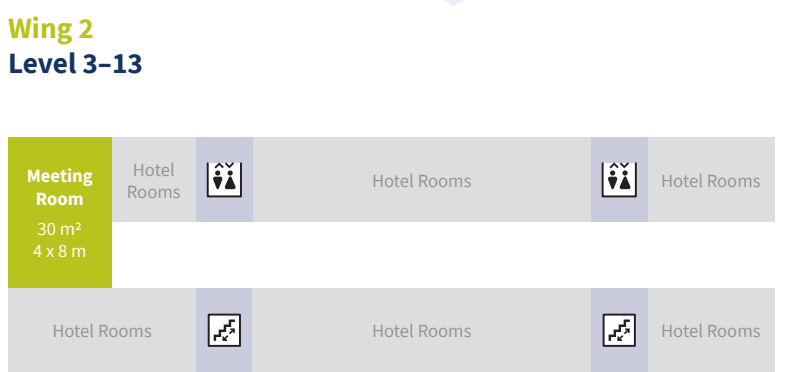 Wing 2
Level 3–13
Meeting
Room
30 m²
4 x 8 m
Hotel
Rooms
Hotel Rooms
Hotel Rooms
Hotel Rooms
Hotel Rooms
Hotel Rooms